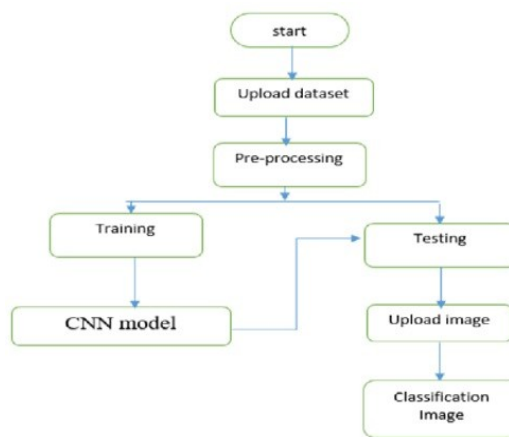 start
Upload dataset
Pre-processing
Training
Testing
CNN model
Upload image
Classification
Image